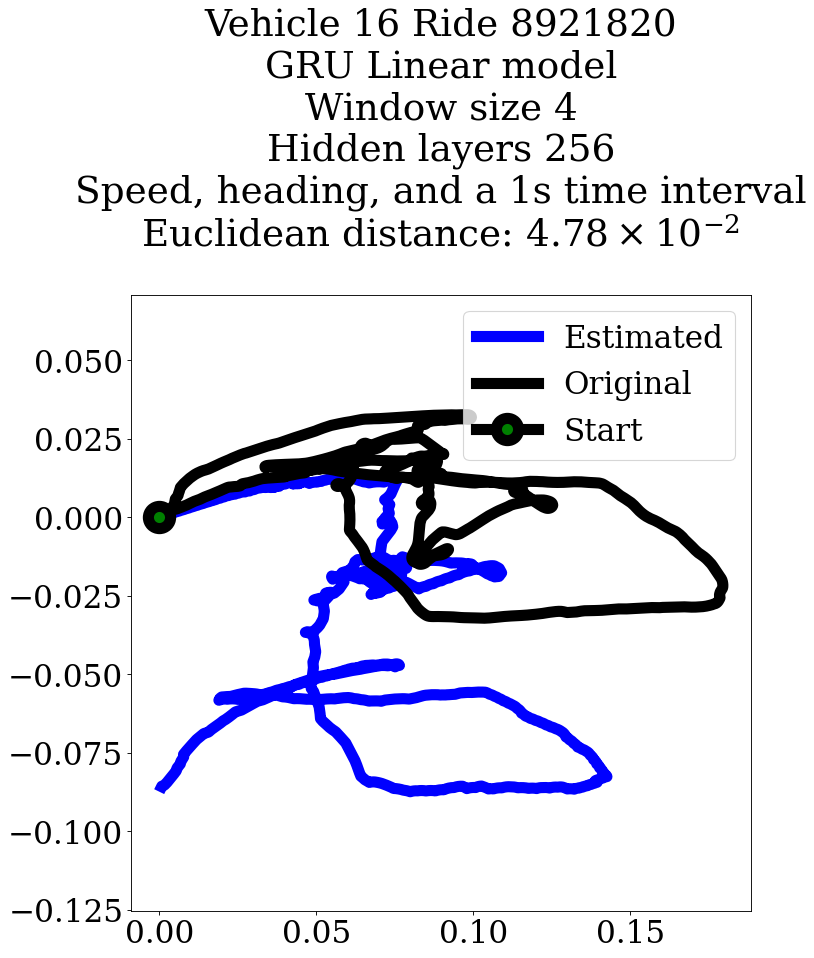 Vehicle 16 Ride 8921820
GRU Linear model
Window size 4
Hidden layers 256
Speed, heading, and a 1s time interval
Euclidean distance: 4.78 × 10⁻²
Estimated
Original
Start
0.050
0.025
0.000
−0.025
−0.050
−0.075
−0.100
−0.125
0.00 0.05 0.10 0.15